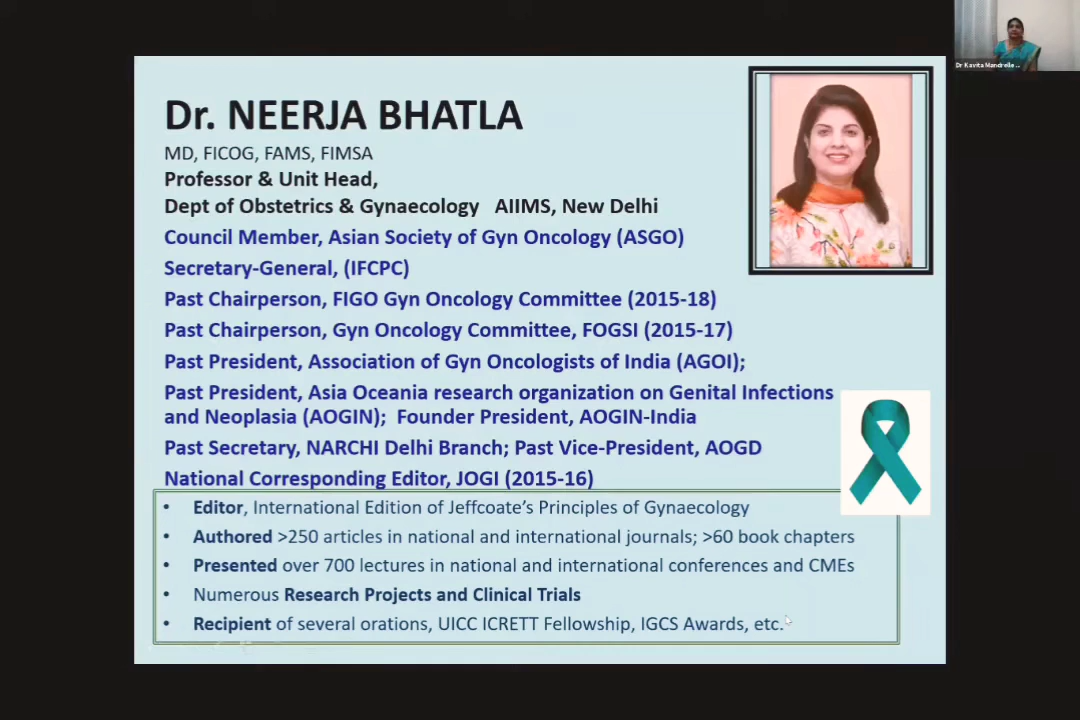 Dr. NEERJA BHATLA
MD, FICOG, FAMS, FIMSA
Professor & Unit Head,
Dept of Obstetrics & Gynaecology AIIMS, New Delhi
Council Member, Asian Society of Gyn Oncology (ASGO)
Secretary-General, (IFCPC)
Past Chairperson, FIGO Gyn Oncology Committee (2015-18)
Past Chairperson, Gyn Oncology Committee, FOGSI (2015-17)
Past President, Association of Gyn Oncologists of India (AGOI);
Past President, Asia Oceania research organization on Genital Infections
and Neoplasia (AOGIN); Founder President, AOGIN-India
Past Secretary, NARCHI Delhi Branch; Past Vice-President, AOGD
National Corresponding Editor, JOGI (2015-16)
• Editor, International Edition of Jeffcoate's Principles of Gynaecology
• Authored >250 articles in national and international journals; >60 book chapters
• Presented over 700 lectures in national and international conferences and CMEs
• Numerous Research Projects and Clinical Trials
• Recipient of several orations, UICC ICRETT Fellowship, IGCS Awards, etc.
Dr Kavita Mandrelle ...